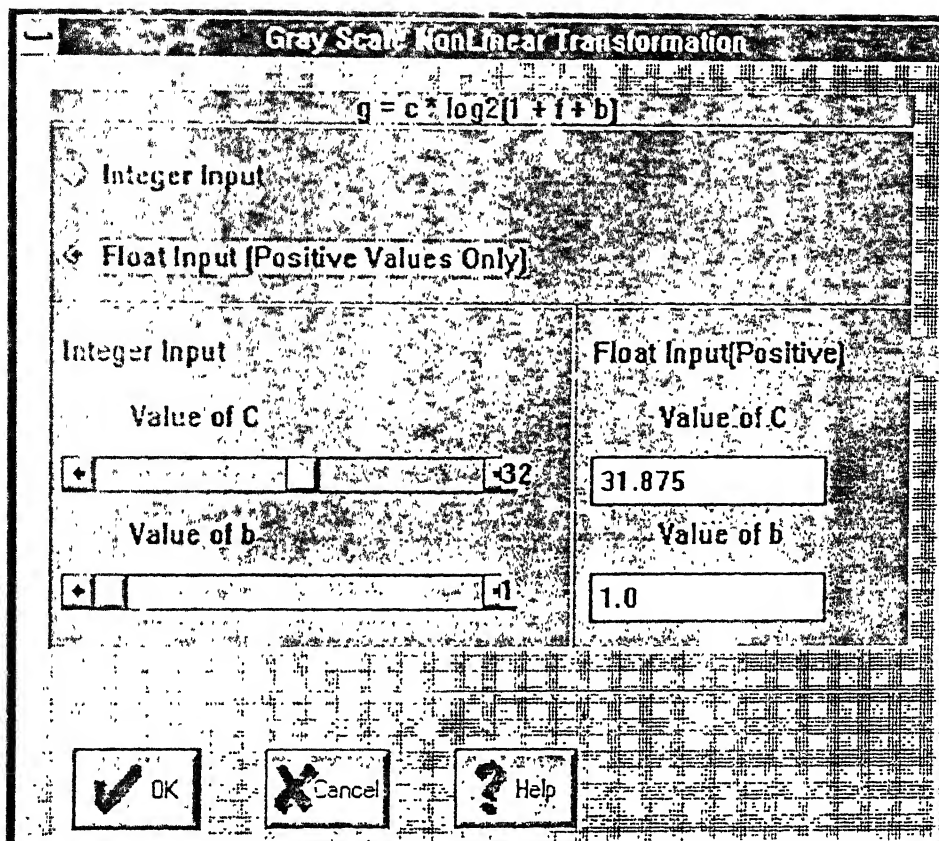 Gray Scale NonLinear Transformation
g = c * log2(1 + f + b)
Integer Input
Float Input (Positive Values Only)
Integer Input
Float Input(Positive)
Value of C
Value of C
32
31.875
Value of b
Value of b
1
1.0
OK
Cancel
Help